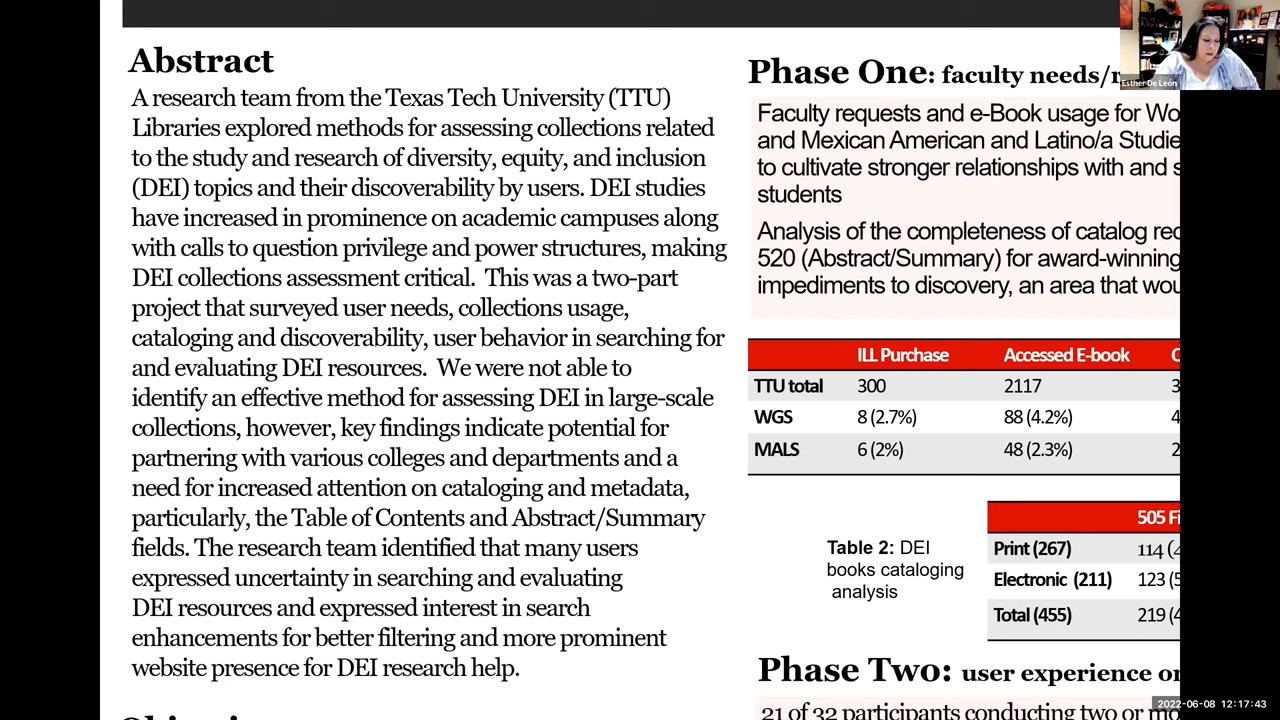 Abstract
A research team from the Texas Tech University (TTU)
Libraries explored methods for assessing collections related
to the study and research of diversity, equity, and inclusion
(DEI) topics and their discoverability by users. DEI studies
have increased in prominence on academic campuses along
with calls to question privilege and power structures, making
DEI collections assessment critical. This was a two-part
project that surveyed user needs, collections usage,
cataloging and discoverability, user behavior in searching for
and evaluating DEI resources. We were not able to
identify an effective method for assessing DEI in large-scale
collections, however, key findings indicate potential for
partnering with various colleges and departments and a
need for increased attention on cataloging and metadata,
particularly, the Table of Contents and Abstract/Summary
fields. The research team identified that many users
expressed uncertainty in searching and evaluating
DEI resources and expressed interest in search
enhancements for better filtering and more prominent
website presence for DEI research help.
Phase One: faculty needs/
Faculty requests and e-Book usage for
and Mexican American and Latino/a
to cultivate stronger relationships with and
students
Analysis of the completeness of catalog
520 (Abstract/Summary) for award-winning
impediments to discovery, an area that
ILL Purchase Accessed E-book
TTU total 300 2117
WGS 8 (2.7%) 88 (4.2%)
MALS 6 (2%) 48 (2.3%)
Table 2: DEI
books cataloging
analysis
505
Print (267) 114
Electronic (211) 123
Total (455) 219
Phase Two: user experience
21 of 32 participants conducting two or
Esther De León
2022-06-08 12:17:43